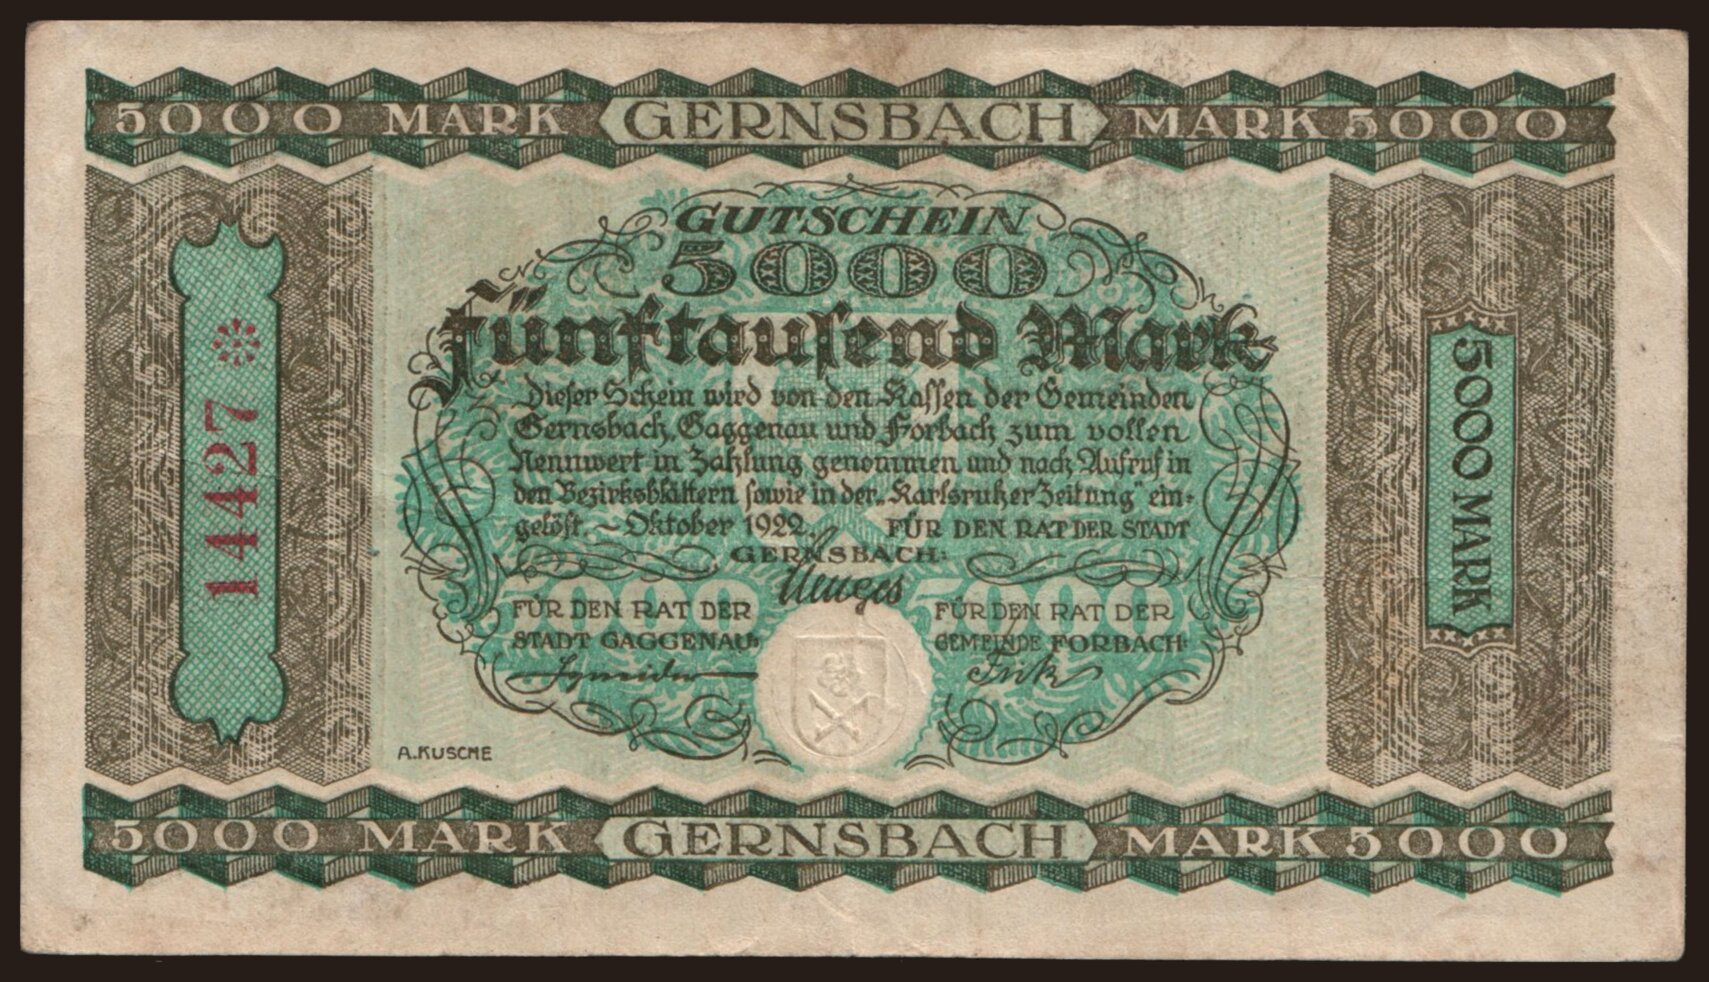 5000 MARK GERNSBACH MARK 5000
GUTSCHEIN
5000
Fünftauſend Mark
Dieſer Schein wird von den Kaſſen der Gemeinden
Gernsbach, Gaggenau und Forbach zum vollen
Nennwert in Zahlung genommen und nach Aufruf in
den Bezirksblättern ſowie in der „Karlsruher Zeitung" ein-
gelöſt. – Oktober 1922. FÜR DEN RAT DER STADT
GERNSBACH:
FÜR DEN RAT DER
STADT GAGGENAU:
FÜR DEN RAT DER
GEMEINDE FORBACH:
5000 5000
14427
5000 MARK
A. KUSCHE
5000 MARK GERNSBACH MARK 5000